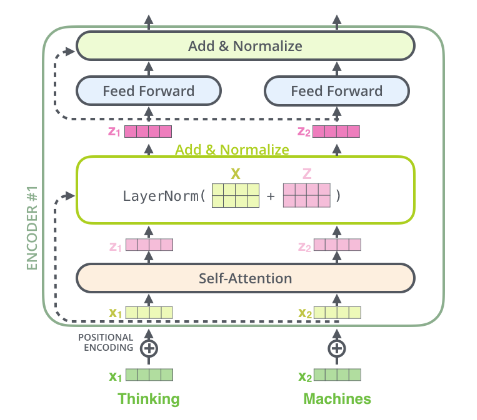 Add & Normalize
Feed Forward
Feed Forward
z1
z2
Add & Normalize
X
Z
LayerNorm(
+
)
ENCODER #1
z1
z2
Self-Attention
x1
x2
POSITIONAL
ENCODING
x1
x2
Thinking
Machines